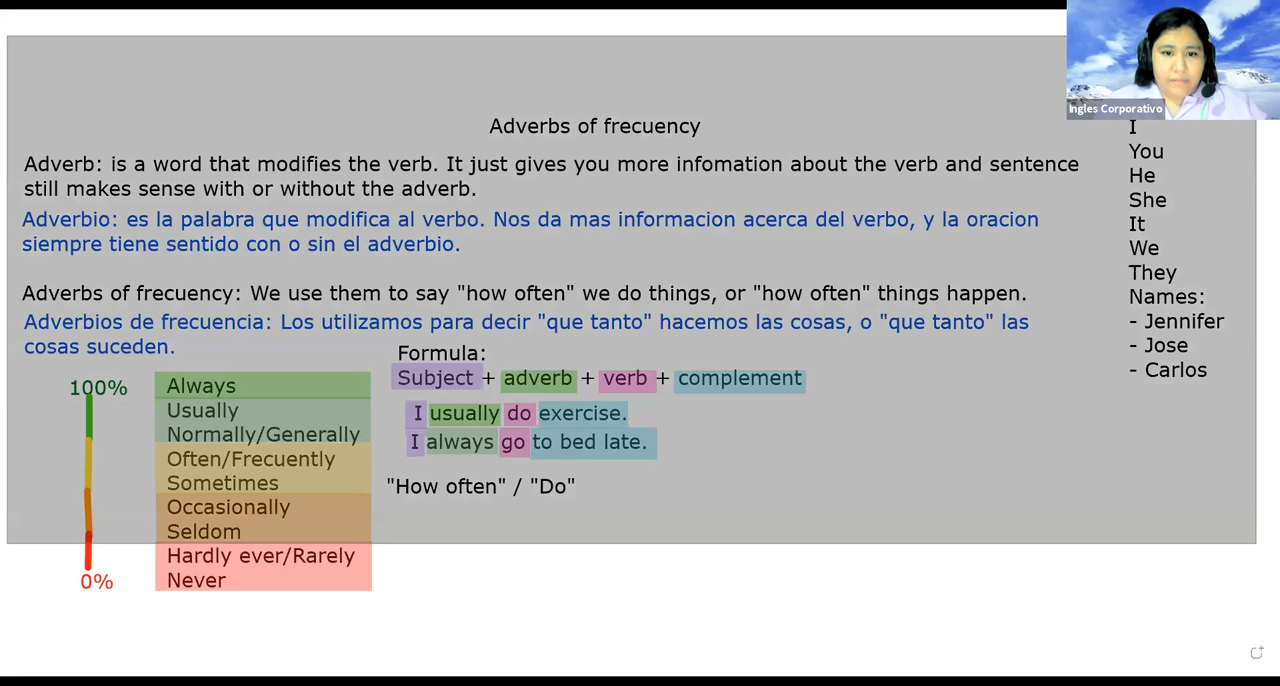 Ingles Corporativo
Adverbs of frecuency
Adverb: is a word that modifies the verb. It just gives you more infomation about the verb and sentence
still makes sense with or without the adverb.
Adverbio: es la palabra que modifica al verbo. Nos da mas informacion acerca del verbo, y la oracion
siempre tiene sentido con o sin el adverbio.
Adverbs of frecuency: We use them to say "how often" we do things, or "how often" things happen.
Adverbios de frecuencia: Los utilizamos para decir "que tanto" hacemos las cosas, o "que tanto" las
cosas suceden.
100%
0%
Always
Usually
Normally/Generally
Often/Frecuently
Sometimes
Occasionally
Seldom
Hardly ever/Rarely
Never
Formula:
Subject + adverb + verb + complement
I usually do exercise.
I always go to bed late.
"How often" / "Do"
I
You
He
She
It
We
They
Names:
- Jennifer
- Jose
- Carlos